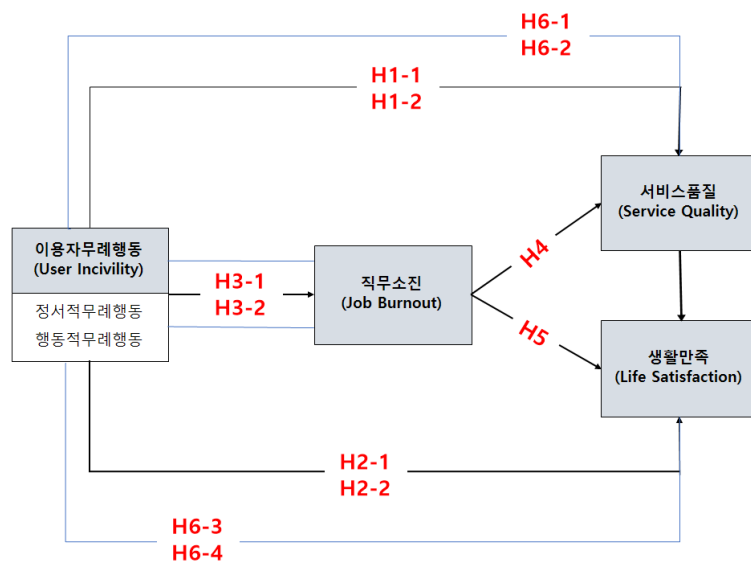 H6-1
H6-2
H1-1
H1-2
서비스품질
(Service Quality)
이용자무례행동
(User Incivility)
정서적무례행동
행동적무례행동
H3-1
H3-2
직무소진
(Job Burnout)
H4
H5
생활만족
(Life Satisfaction)
H2-1
H2-2
H6-3
H6-4